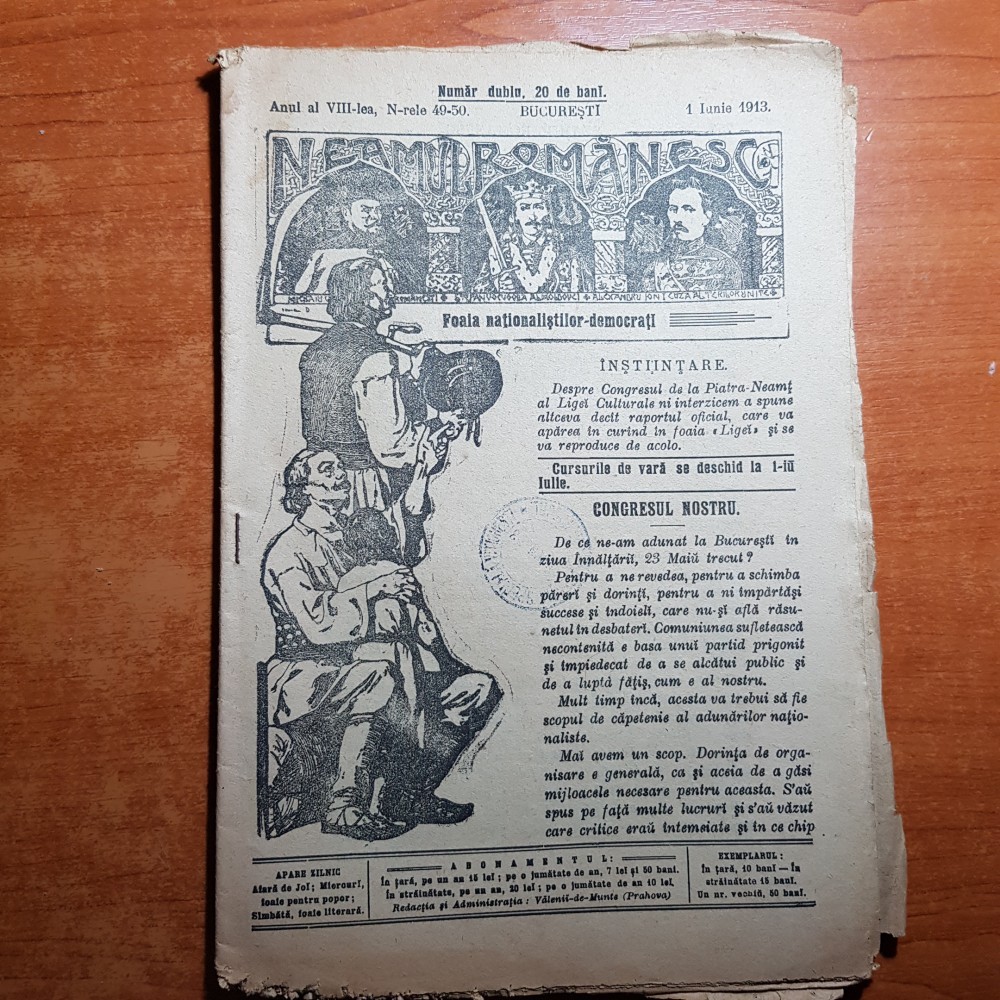 Număr dublu, 20 de banĭ.
Anul al VIII-lea, N-rele 49-50. BUCUREȘTI 1 Iunie 1913.
NEAMUL ROMĂNESC
Foaia naționaliștilor-democrațĭ
ÎNȘTIINȚARE.
Despre Congresul de la Piatra-Neamț
al Ligeĭ Culturale ni interzicem a spune
altceva decît raportul oficial, care va
apărea în curînd în foaia «Ligeĭ» și se
va reproduce de acolo.
Cursurile de vară se deschid la 1-iŭ
Iulie.
CONGRESUL NOSTRU.
De ce ne-am adunat la Bucureștĭ în
ziua Înnălțăriĭ, 23 Maiŭ trecut?
Pentru a ne revedea, pentru a schimba
părerĭ și dorințĭ, pentru a ni împărtăși
succese și îndoielĭ, care nu-șĭ află răsu-
netul în desbaterĭ. Comuniunea sufletească
necontenită e basa unuĭ partid prigonit
și împiedecat de a se alcătui public și
de a luptà fățiș, cum e al nostru.
Mult timp încă, acesta va trebui să fie
scopul de căpetenie al adunărilor națio-
naliste.
Maĭ avem un scop. Dorința de orga-
nisare e generală, ca și aceia de a găsi
mijloacele necesare pentru aceasta. S'aŭ
spus pe față multe lucrurĭ și s'aŭ văzut
care critice eraŭ întemeiate și în ce chip
APARE ZILNIC
Afară de Joĭ; Miercurĭ,
foaie pentru popor;
Sîmbătă, foaie literară.
ABONAMENTUL:
În țară, pe un an 15 leĭ; pe o jumătate de an, 7 leĭ și 50 banĭ.
În străinătate, pe un an, 20 leĭ; pe o jumătate de an 10 leĭ.
Redacția și Administrația: Vălenii-de-Munte (Prahova)
EXEMPLARUL:
În țară, 10 banĭ — În
străinătate 15 banĭ.
Un nr. vechiŭ, 50 banĭ.